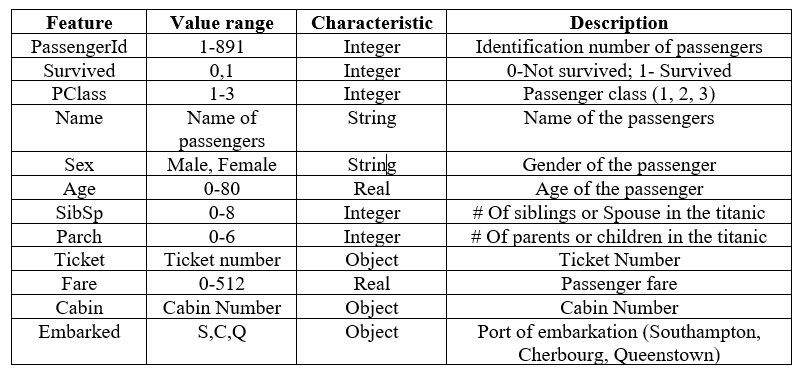 Feature Value range Characteristic Description
PassengerId 1-891 Integer Identification number of passengers
Survived 0,1 Integer 0-Not survived; 1- Survived
PClass 1-3 Integer Passenger class (1, 2, 3)
Name Name of passengers String Name of the passengers
Sex Male, Female String Gender of the passenger
Age 0-80 Real Age of the passenger
SibSp 0-8 Integer # Of siblings or Spouse in the titanic
Parch 0-6 Integer # Of parents or children in the titanic
Ticket Ticket number Object Ticket Number
Fare 0-512 Real Passenger fare
Cabin Cabin Number Object Cabin Number
Embarked S,C,Q Object Port of embarkation (Southampton,
Cherbourg, Queenstown)